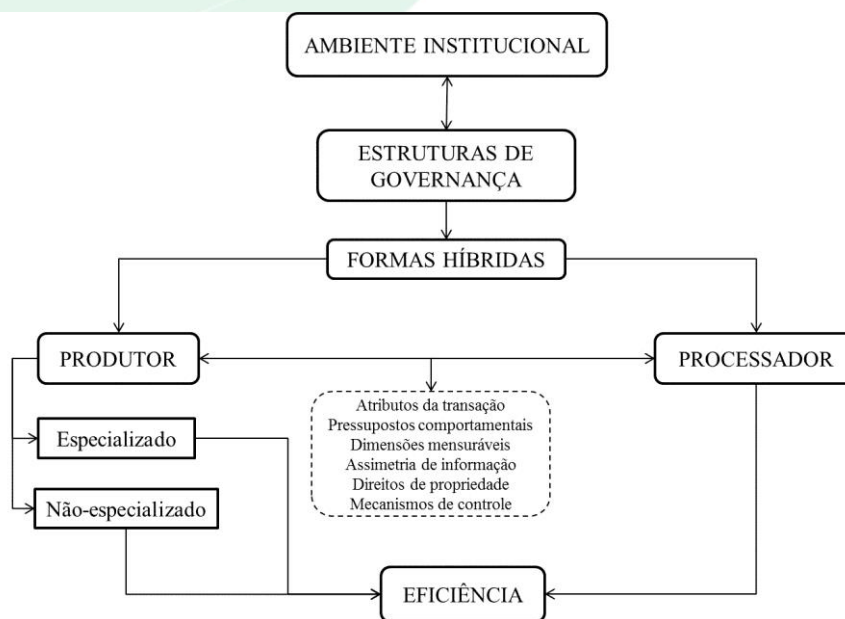 AMBIENTE INSTITUCIONAL
ESTRUTURAS DE
GOVERNANÇA
FORMAS HÍBRIDAS
PRODUTOR
PROCESSADOR
Especializado
Não-especializado
Atributos da transação
Pressupostos comportamentais
Dimensões mensuráveis
Assimetria de informação
Direitos de propriedade
Mecanismos de controle
EFICIÊNCIA